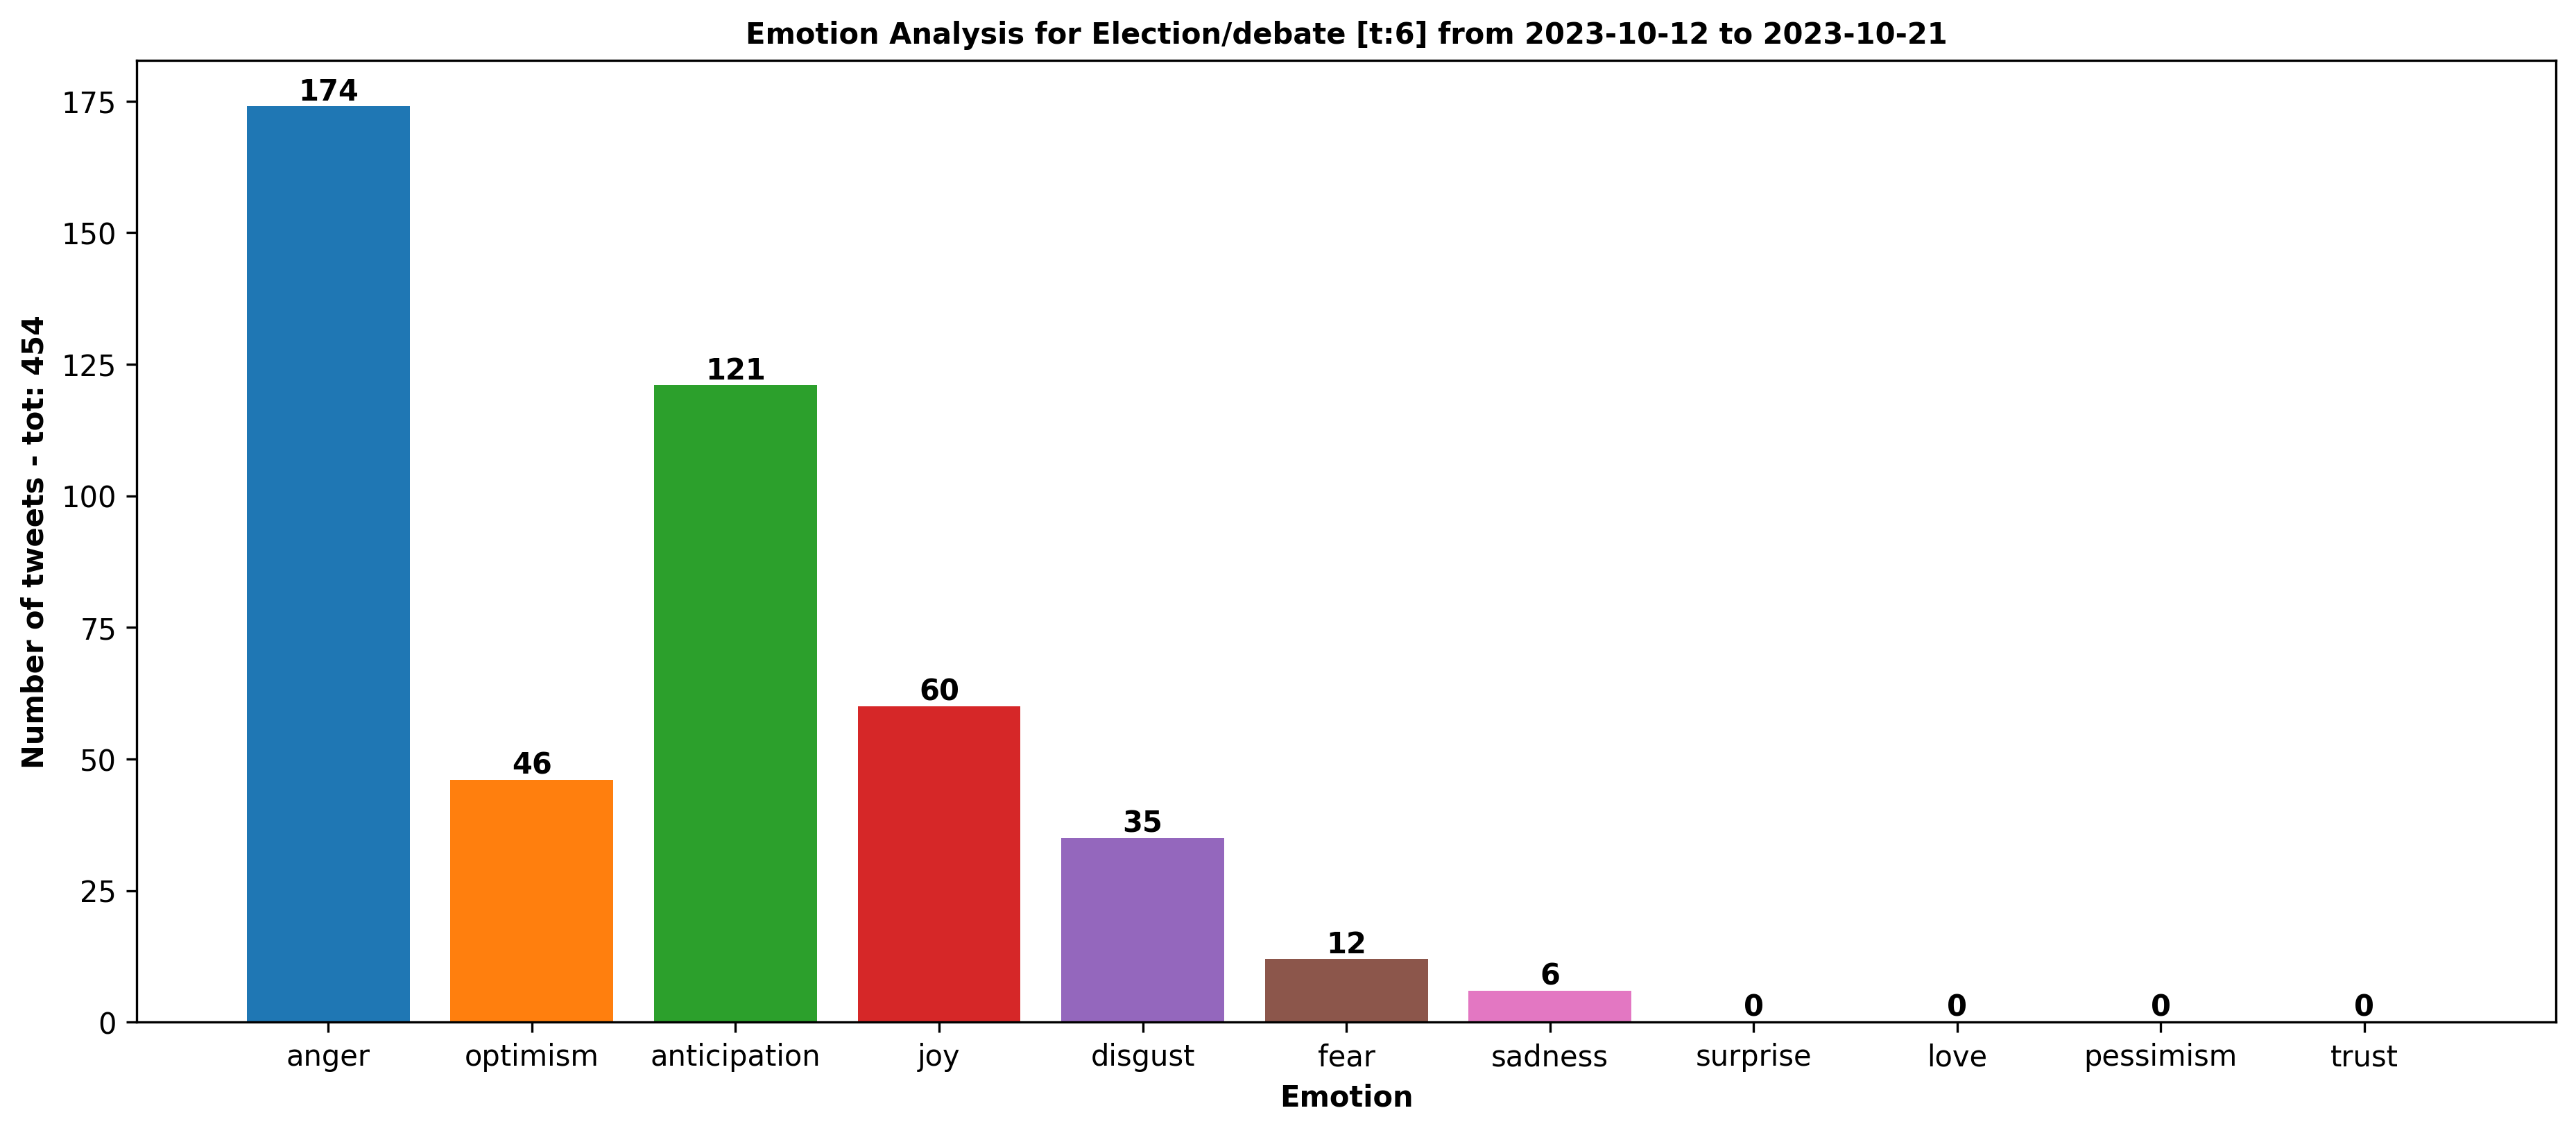 Emotion Analysis for Election/debate [t:6] from 2023-10-12 to 2023-10-21
Number of tweets - tot: 454
175
150
125
100
75
50
25
0
174
46
121
60
35
12
6
0
0
0
0
anger
optimism
anticipation
joy
disgust
fear
sadness
surprise
love
pessimism
trust
Emotion